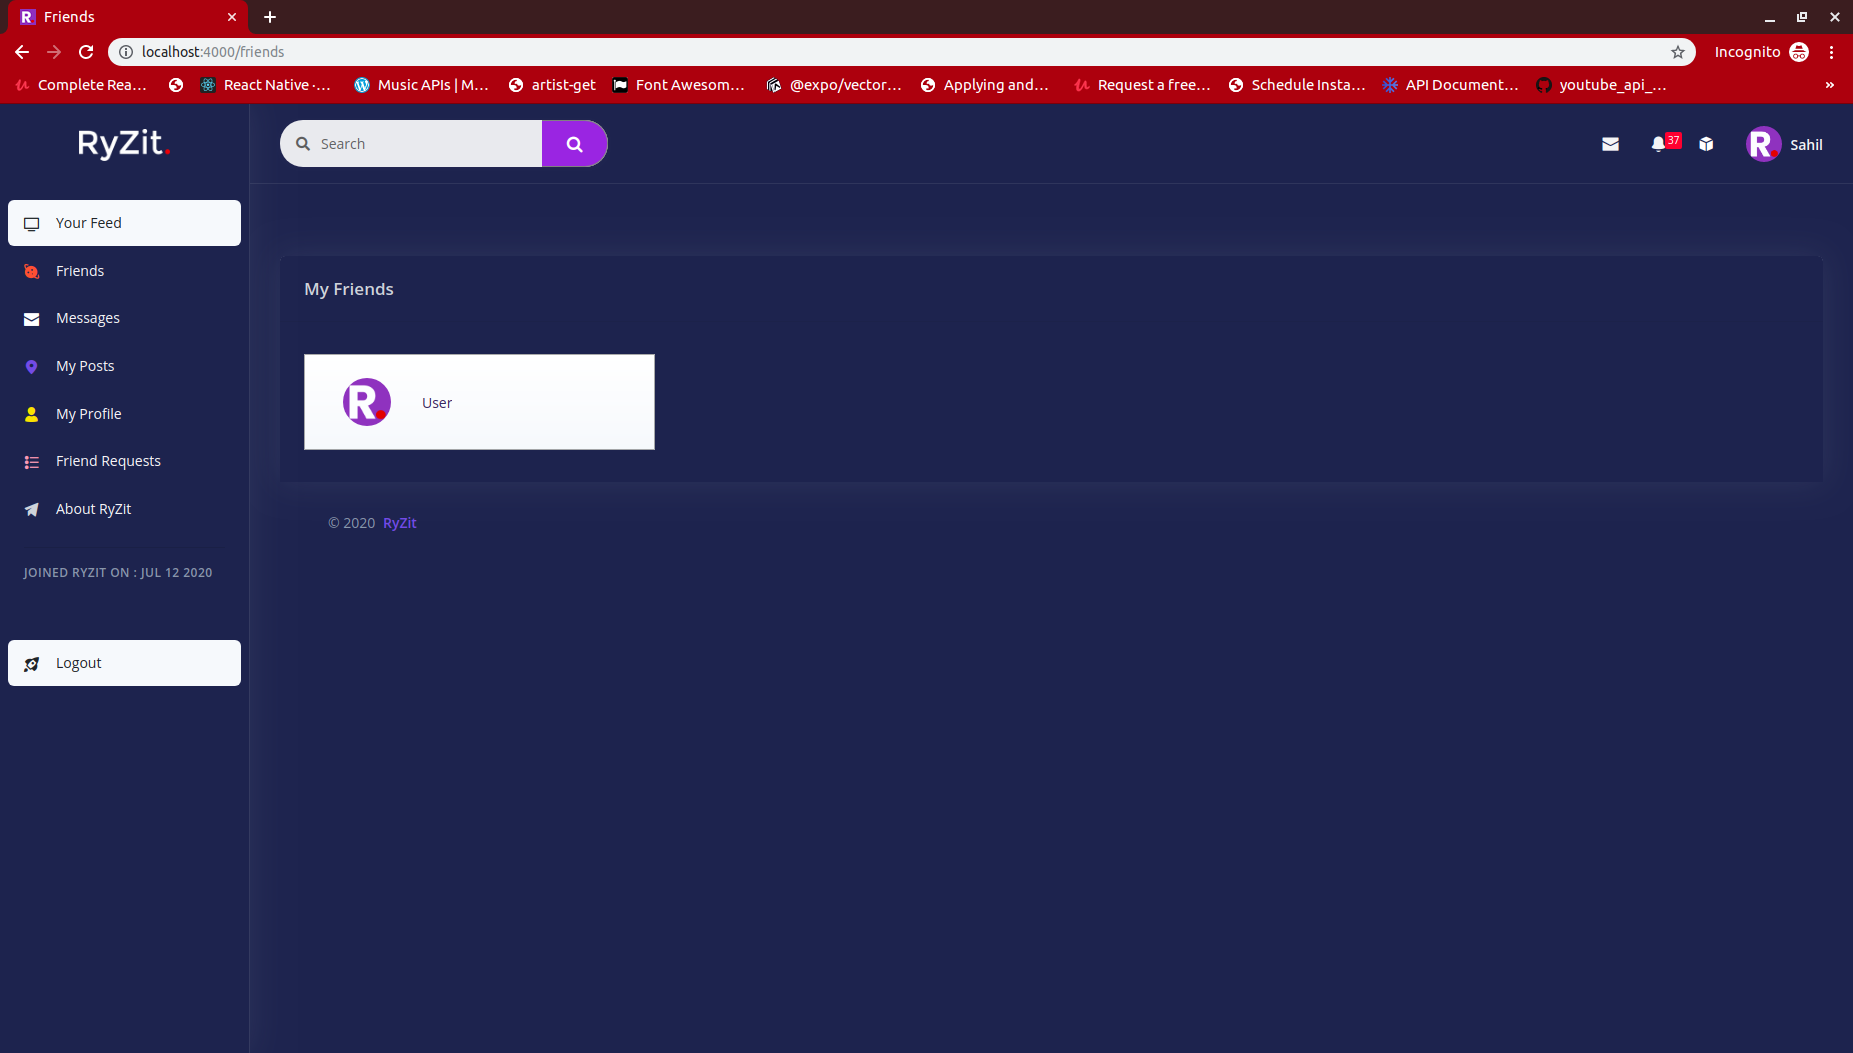 Friends
localhost:4000/friends
Incognito
Complete Rea...
React Native -...
Music APIs | M...
artist-get
Font Awesom...
@expo/vector...
Applying and...
Request a free...
Schedule Insta...
API Document...
youtube_api_...
»
RyZit.
Search
37
R.
Sahil
Your Feed
Friends
Messages
My Posts
My Profile
Friend Requests
About RyZit
JOINED RYZIT ON : JUL 12 2020
Logout
My Friends
R.
User
© 2020 RyZit